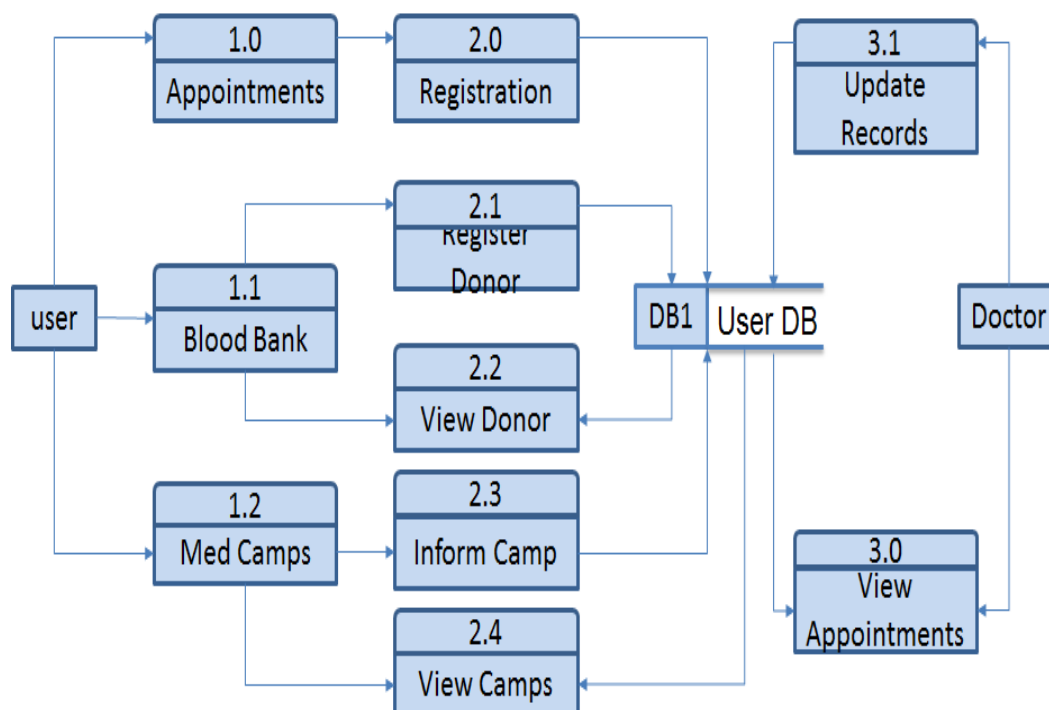 1.0
Appointments
2.0
Registration
3.1
Update
Records
2.1
Register
Donor
user
1.1
Blood Bank
DB1
User DB
Doctor
2.2
View Donor
1.2
Med Camps
2.3
Inform Camp
3.0
View
Appointments
2.4
View Camps